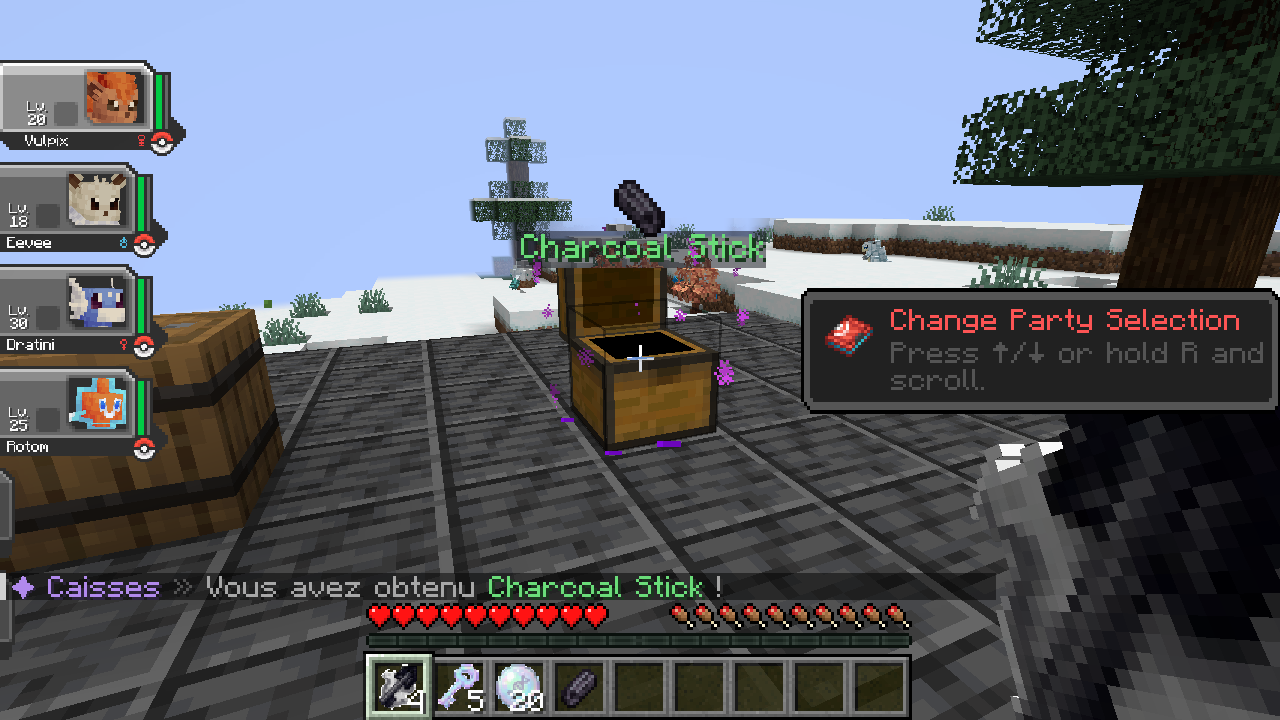 Lv.
20
Vulpix
Lv.
18
Eevee
Lv.
30
Dratini
Lv.
25
Rotom
Charcoal Stick
Change Party Selection
Press ↑/↓ or hold R and
scroll.
Caisses » Vous avez obtenu Charcoal Stick !
4
5
20